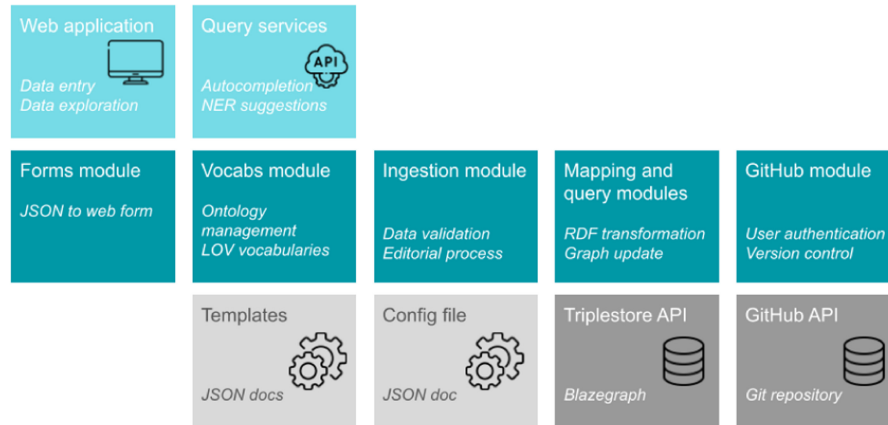 Web application
Data entry
Data exploration
Query services
API
Autocompletion
NER suggestions
Forms module
JSON to web form
Vocabs module
Ontology
management
LOV vocabularies
Ingestion module
Data validation
Editorial process
Mapping and
query modules
RDF transformation
Graph update
GitHub module
User authentication
Version control
Templates
JSON docs
Config file
JSON doc
Triplestore API
Blazegraph
GitHub API
Git repository